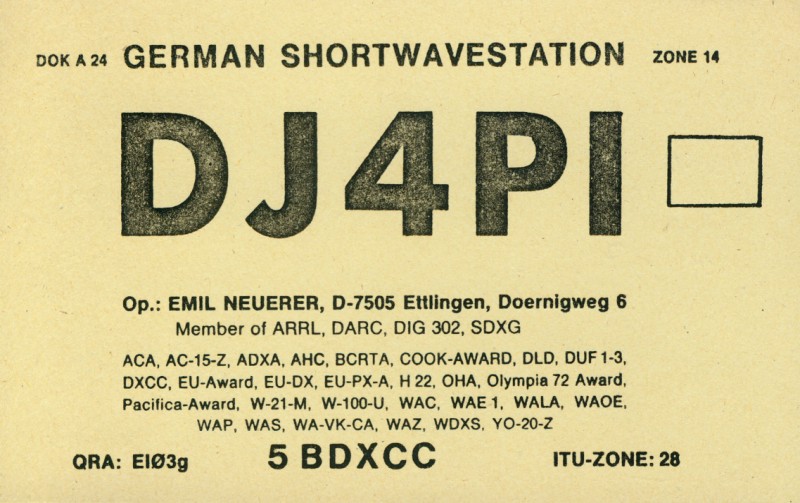 DOK A 24 GERMAN SHORTWAVESTATION ZONE 14
DJ4PI
Op.: EMIL NEUERER, D-7505 Ettlingen, Doernigweg 6
Member of ARRL, DARC, DIG 302, SDXG
ACA, AC-15-Z, ADXA, AHC, BCRTA, COOK-AWARD, DLD, DUF 1-3,
DXCC, EU-Award, EU-DX, EU-PX-A, H 22, OHA, Olympia 72 Award,
Pacifica-Award, W-21-M, W-100-U, WAC, WAE 1, WALA, WAOE,
WAP, WAS, WA-VK-CA, WAZ, WDXS, YO-20-Z
QRA: EIØ3g 5 BDXCC ITU-ZONE: 28